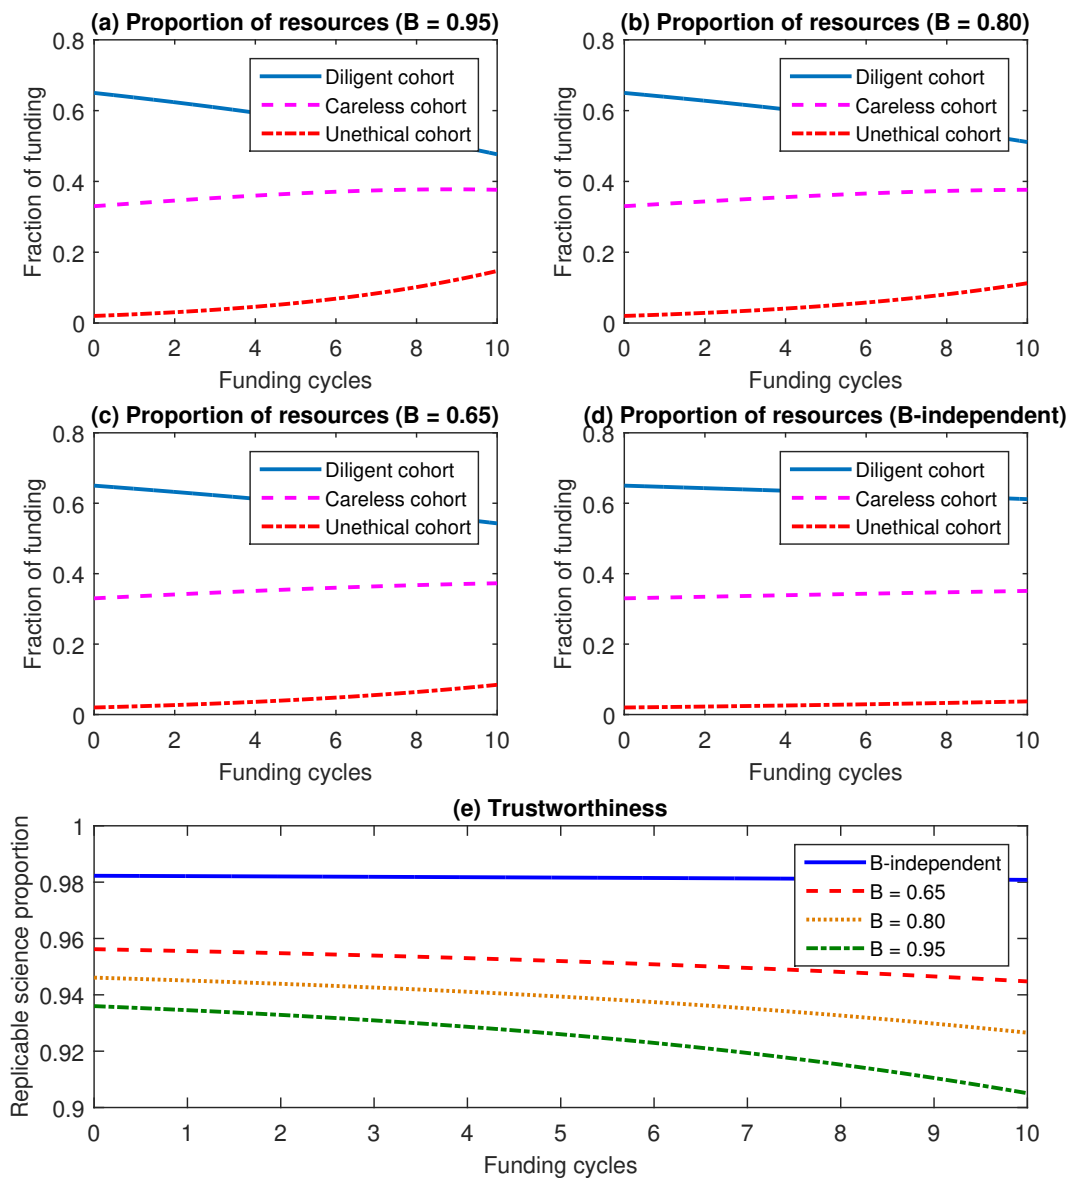 (a) Proportion of resources (B = 0.95)
0.8
0.6
0.4
0.2
0
Fraction of funding
Diligent cohort
Careless cohort
Unethical cohort
0 2 4 6 8 10
Funding cycles
(b) Proportion of resources (B = 0.80)
0.8
0.6
0.4
0.2
0
Fraction of funding
Diligent cohort
Careless cohort
Unethical cohort
0 2 4 6 8 10
Funding cycles
(c) Proportion of resources (B = 0.65)
0.8
0.6
0.4
0.2
0
Fraction of funding
Diligent cohort
Careless cohort
Unethical cohort
0 2 4 6 8 10
Funding cycles
(d) Proportion of resources (B-independent)
0.8
0.6
0.4
0.2
0
Fraction of funding
Diligent cohort
Careless cohort
Unethical cohort
0 2 4 6 8 10
Funding cycles
(e) Trustworthiness
1
0.98
0.96
0.94
0.92
0.9
Replicable science proportion
B-independent
B = 0.65
B = 0.80
B = 0.95
0 1 2 3 4 5 6 7 8 9 10
Funding cycles